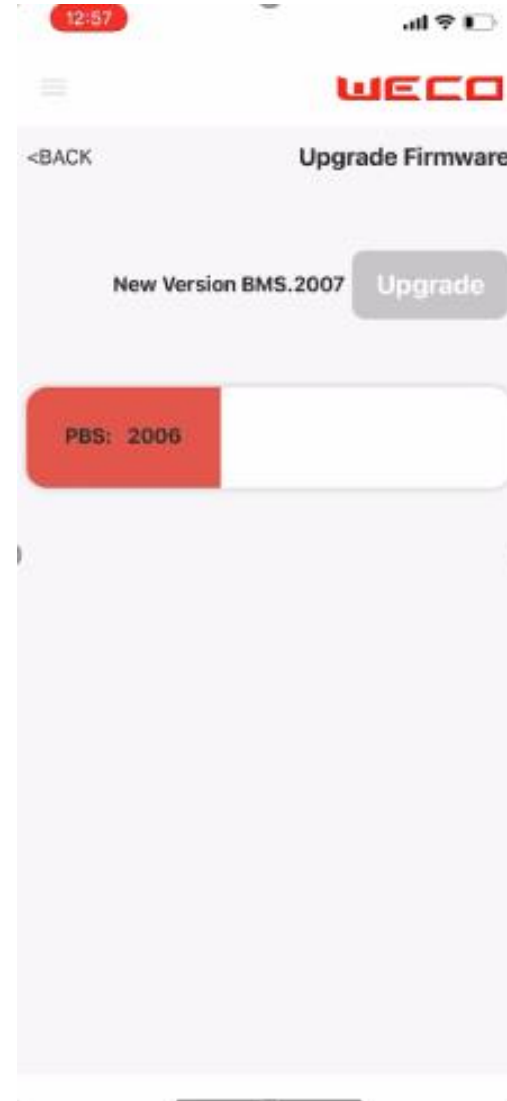 12:57
WECO
<BACK
Upgrade Firmware
New Version BMS.2007
Upgrade
PBS: 2006